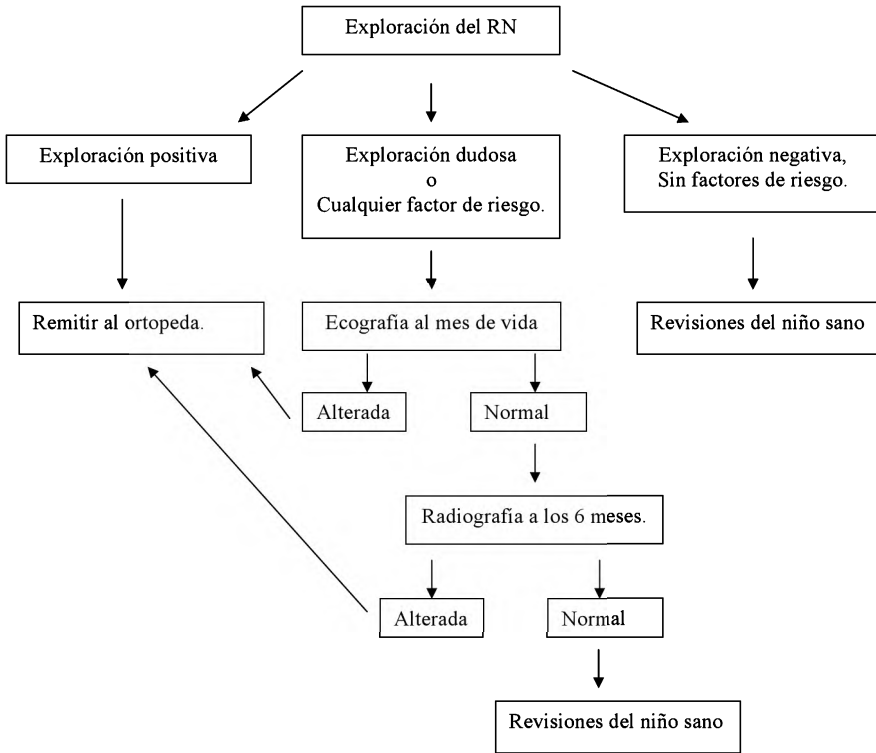 Exploración del RN
Exploración positiva
Exploración dudosa
o
Cualquier factor de riesgo.
Exploración negativa,
Sin factores de riesgo.
Remitir al ortopeda.
Ecografía al mes de vida
Revisiones del niño sano
Alterada
Normal
Radiografía a los 6 meses.
Alterada
Normal
Revisiones del niño sano